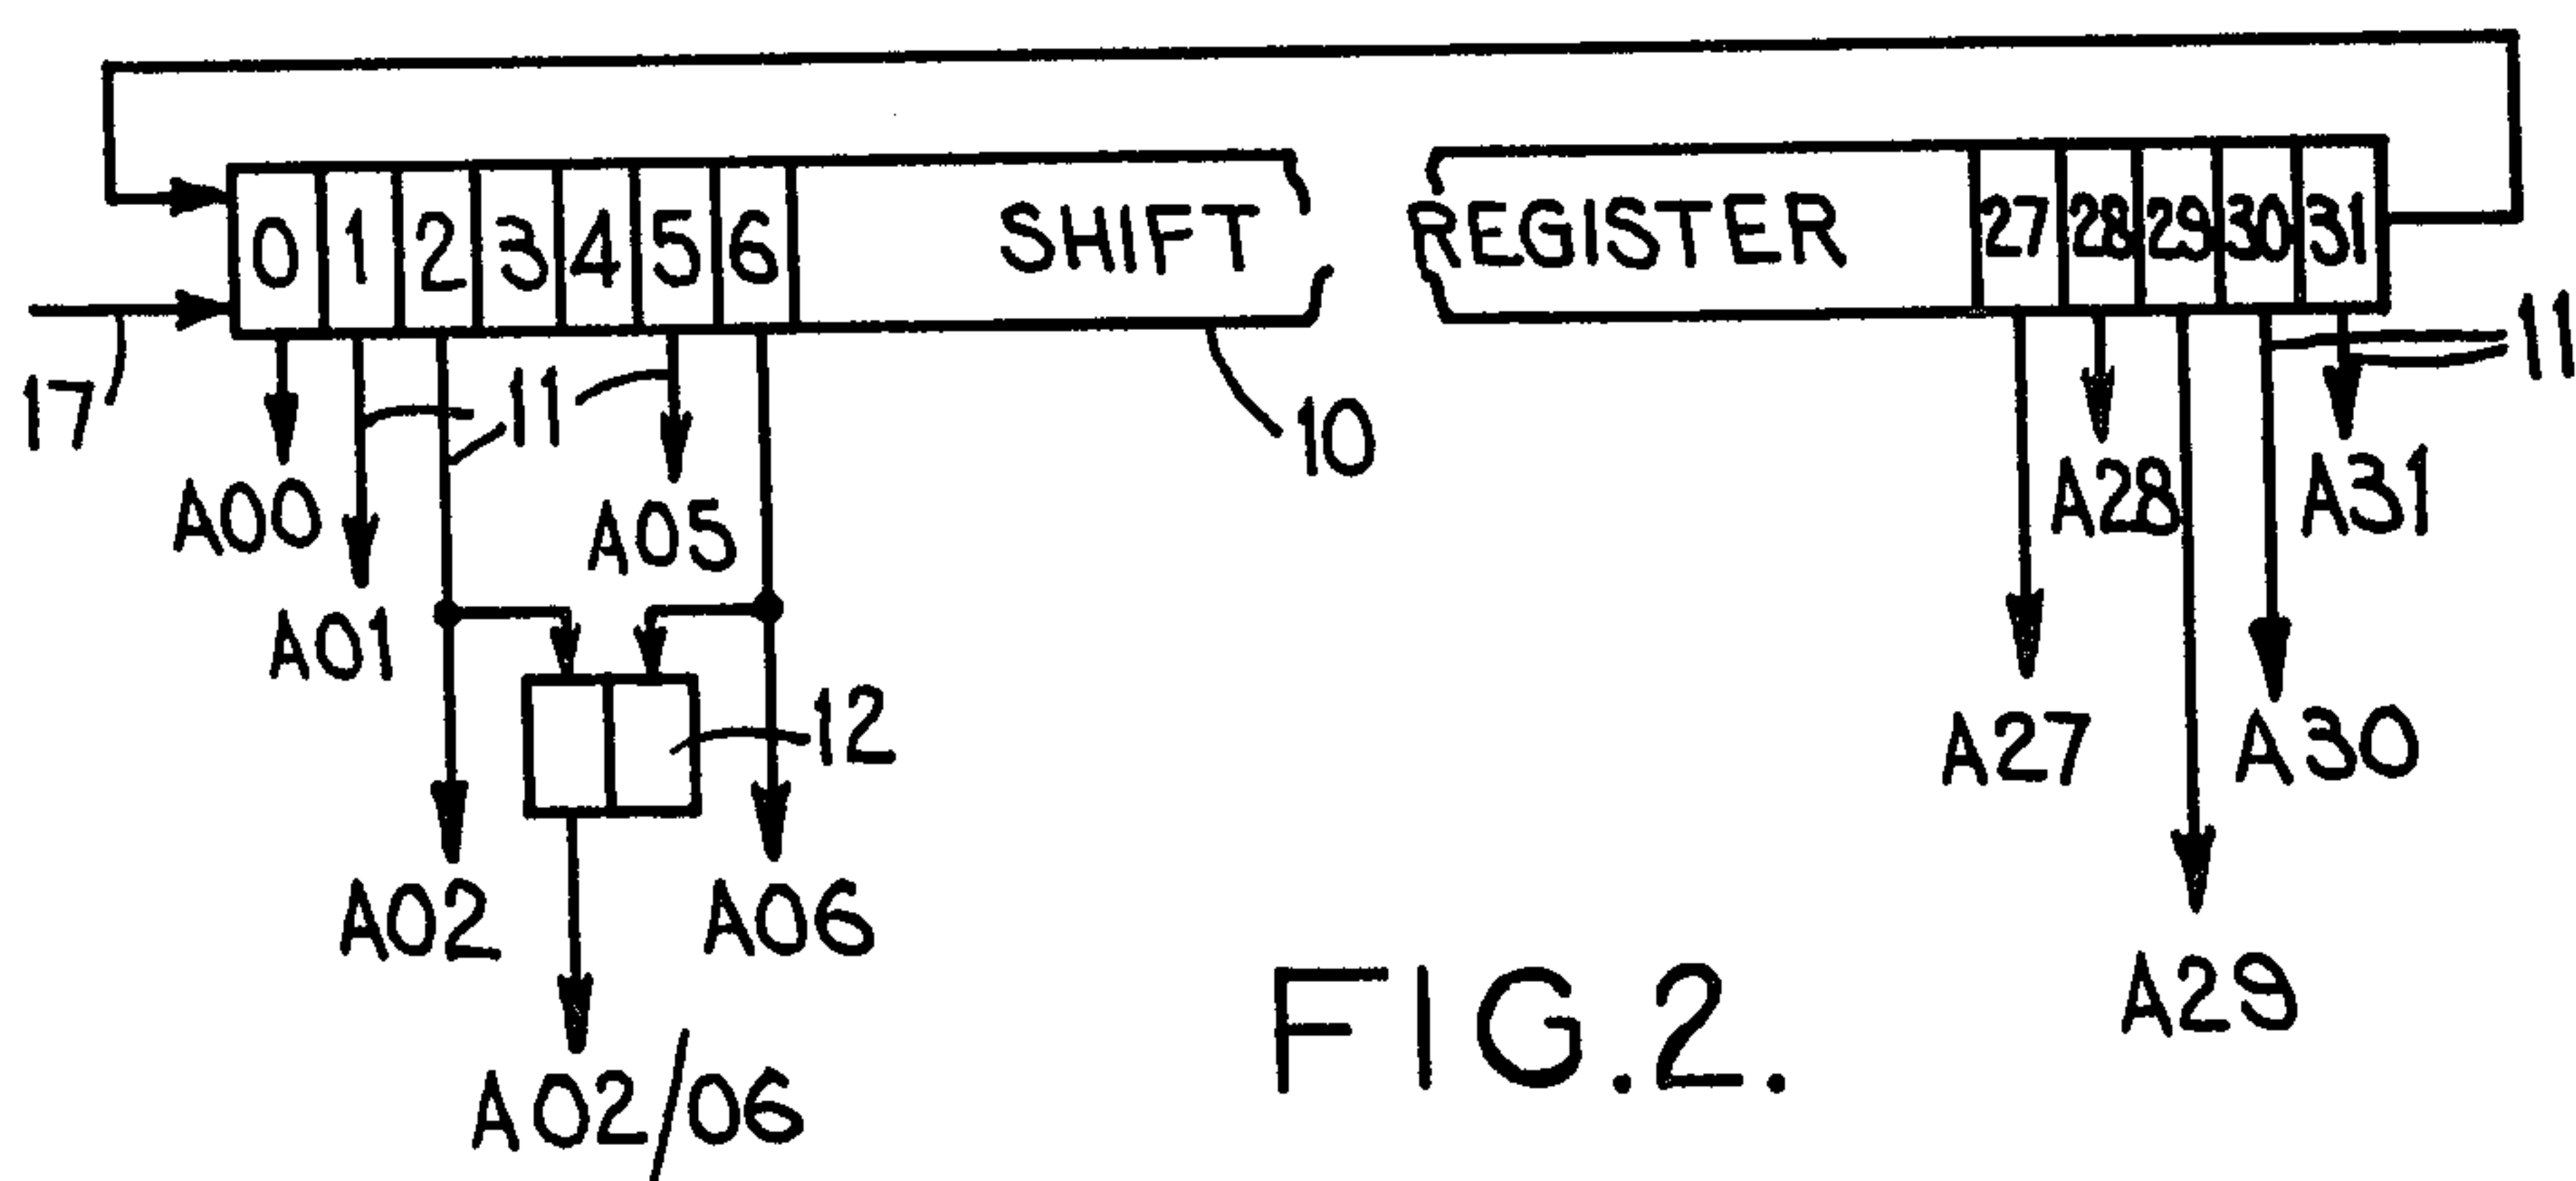 0 1 2 3 4 5 6 SHIFT REGISTER 27 28 29 30 31
17 11 10 11
A00 A05 A28 A31
A01
12
A27 A30
A02 A06
A29
A02/06
FIG.2.